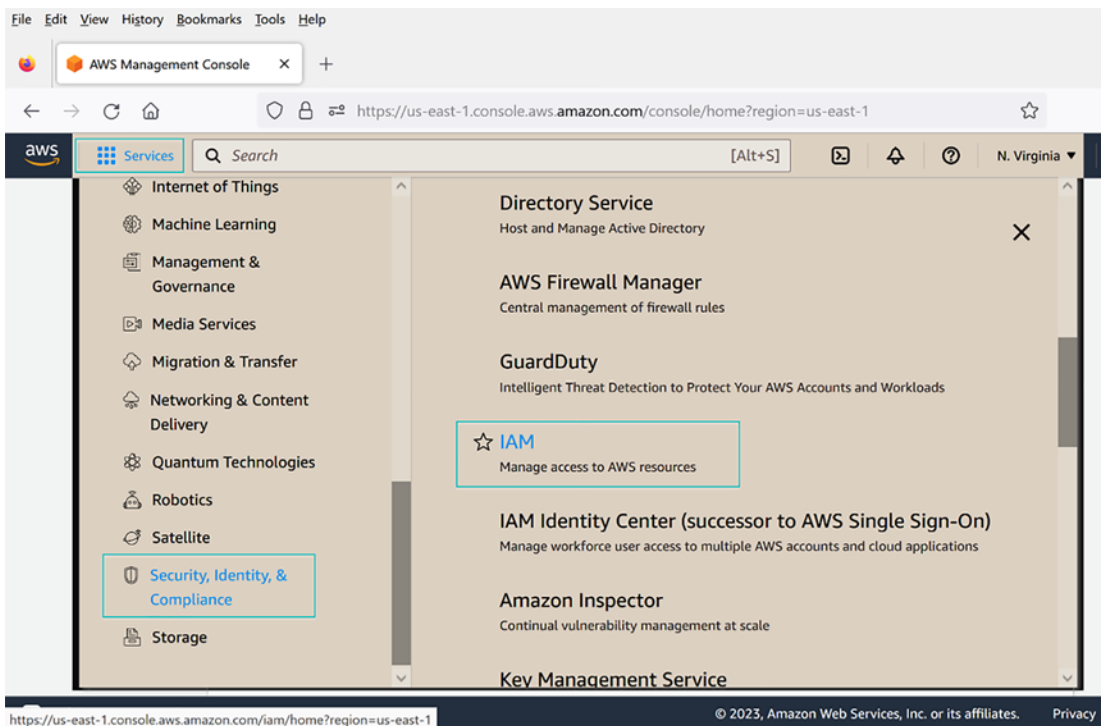 File Edit View History Bookmarks Tools Help
AWS Management Console
https://us-east-1.console.aws.amazon.com/console/home?region=us-east-1
aws Services Search [Alt+S] N. Virginia
Internet of Things
Machine Learning
Management &
Governance
Media Services
Migration & Transfer
Networking & Content
Delivery
Quantum Technologies
Robotics
Satellite
Security, Identity, &
Compliance
Storage
Directory Service
Host and Manage Active Directory
AWS Firewall Manager
Central management of firewall rules
GuardDuty
Intelligent Threat Detection to Protect Your AWS Accounts and Workloads
IAM
Manage access to AWS resources
IAM Identity Center (successor to AWS Single Sign-On)
Manage workforce user access to multiple AWS accounts and cloud applications
Amazon Inspector
Continual vulnerability management at scale
Key Management Service
https://us-east-1.console.aws.amazon.com/iam/home?region=us-east-1
© 2023, Amazon Web Services, Inc. or its affiliates. Privacy